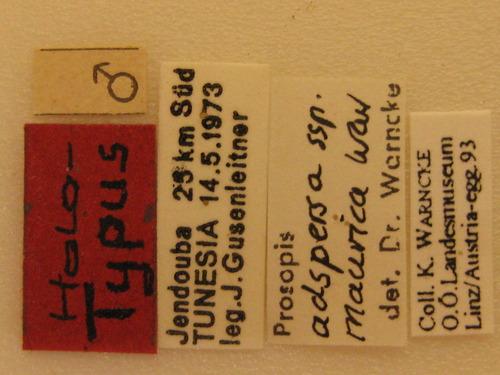 ♂
Holo-
Typus
Jendouba 25 km Süd
TUNESIA 14.5.1973
leg. J. Gusenleitner
Prosopis
adspersa ssp.
maurica War
det. Dr. Warncke
Coll. K. WARNCKE
O.Ö. Landesmuseum
Linz/Austria-egg. 93